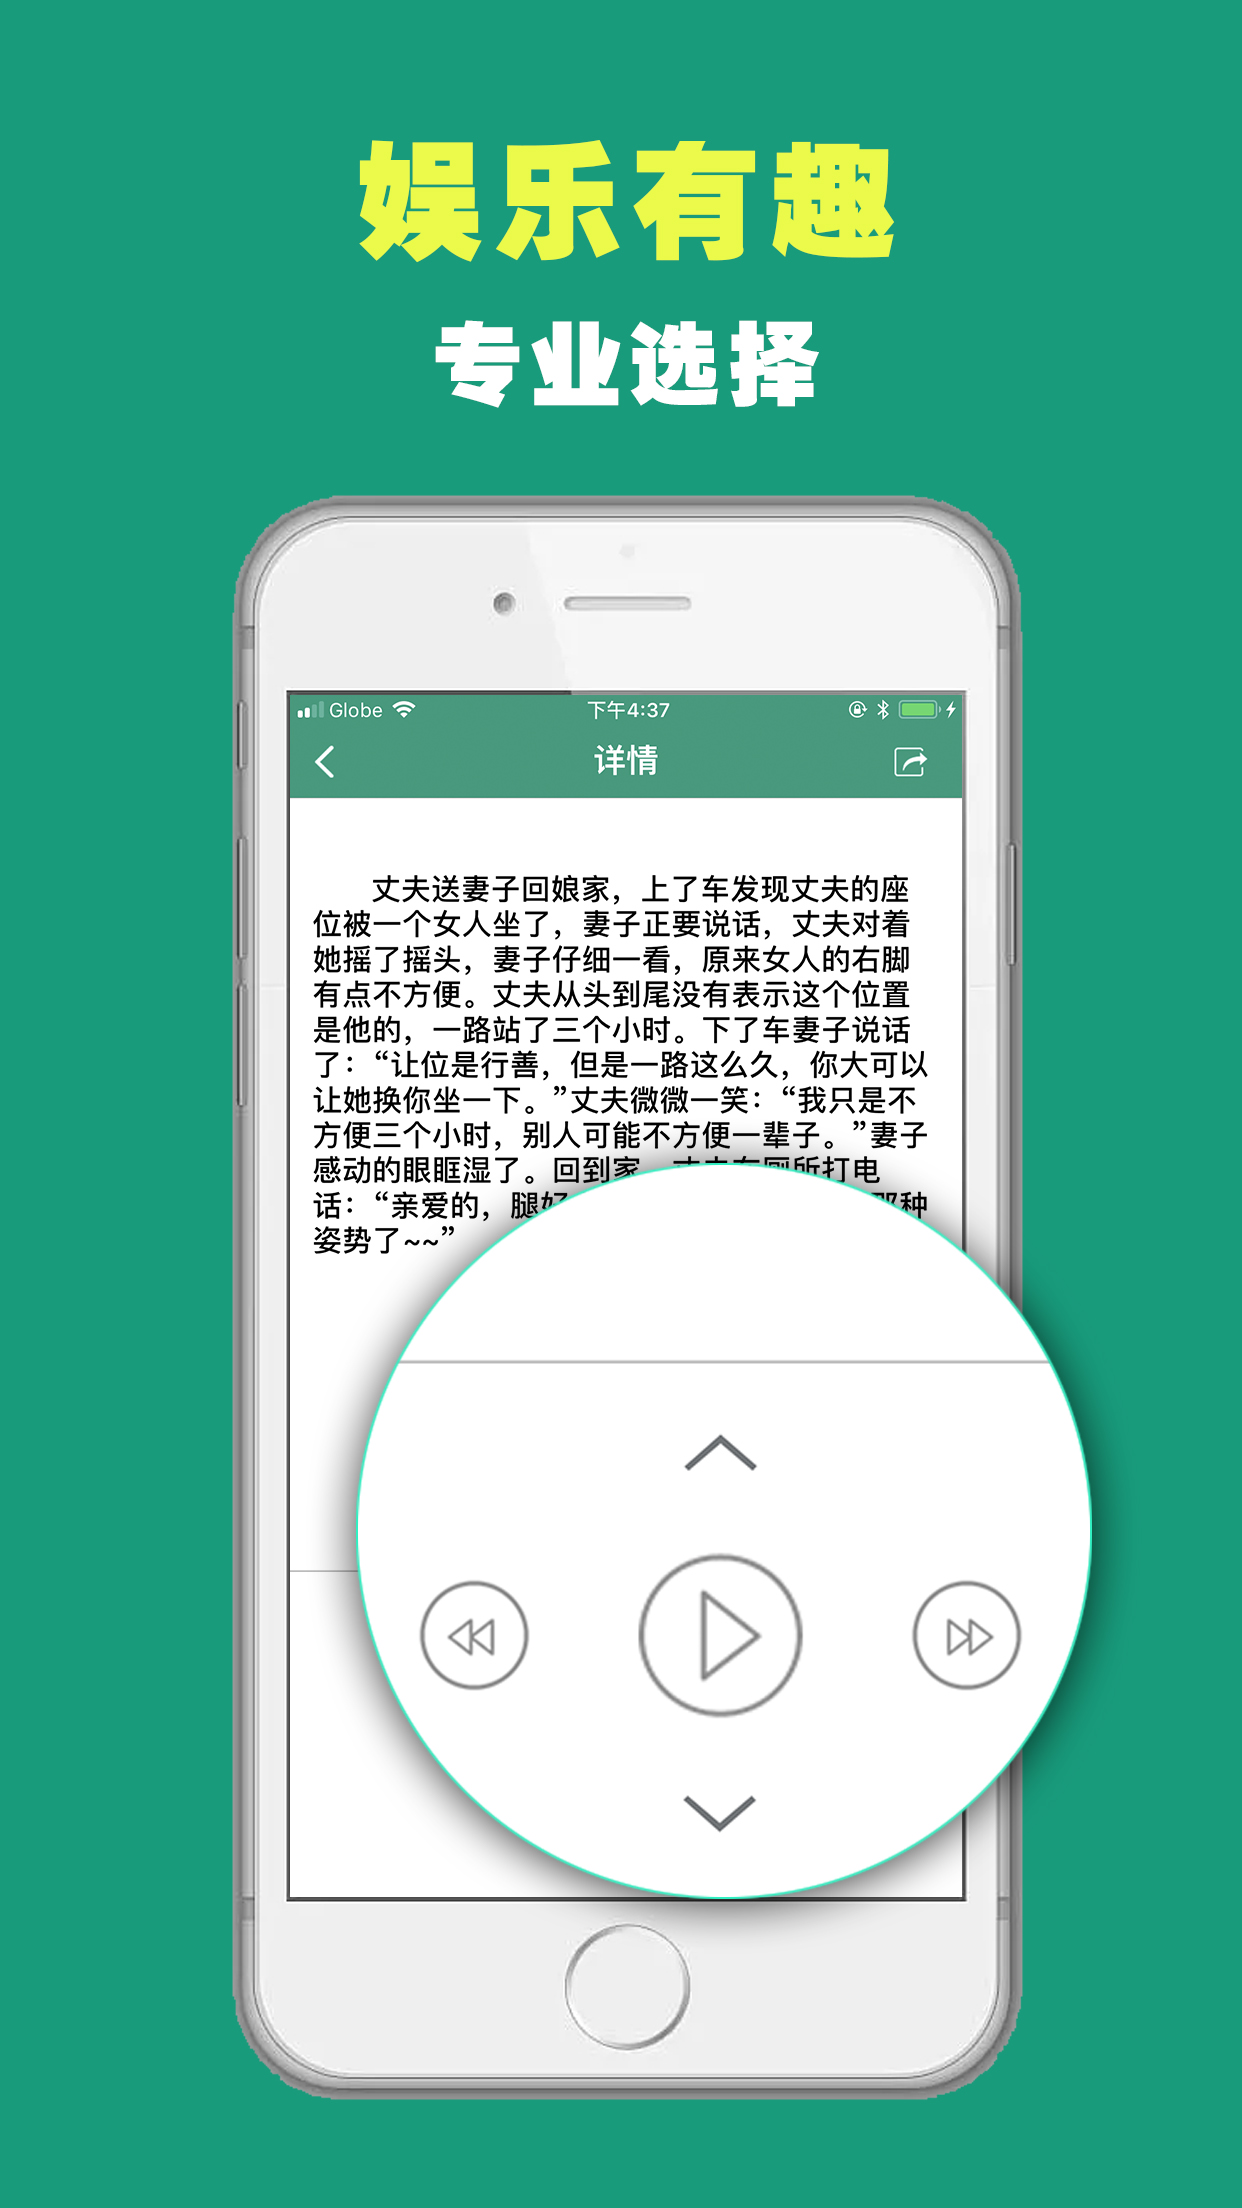 娱乐有趣
专业选择
Globe 下午4:37
详情
丈夫送妻子回娘家，上了车发现丈夫的座
位被一个女人坐了，妻子正要说话，丈夫对着
她摇了摇头，妻子仔细一看，原来女人的右脚
有点不方便。丈夫从头到尾没有表示这个位置
是他的，一路站了三个小时。下了车妻子说话
了：“让位是行善，但是一路这么久，你大可以
让她换你坐一下。”丈夫微微一笑：“我只是不
方便三个小时，别人可能不方便一辈子。”妻子
感动的眼眶湿了。回到家，丈夫在厕所打电
话：“亲爱的，腿好 种
姿势了~~”